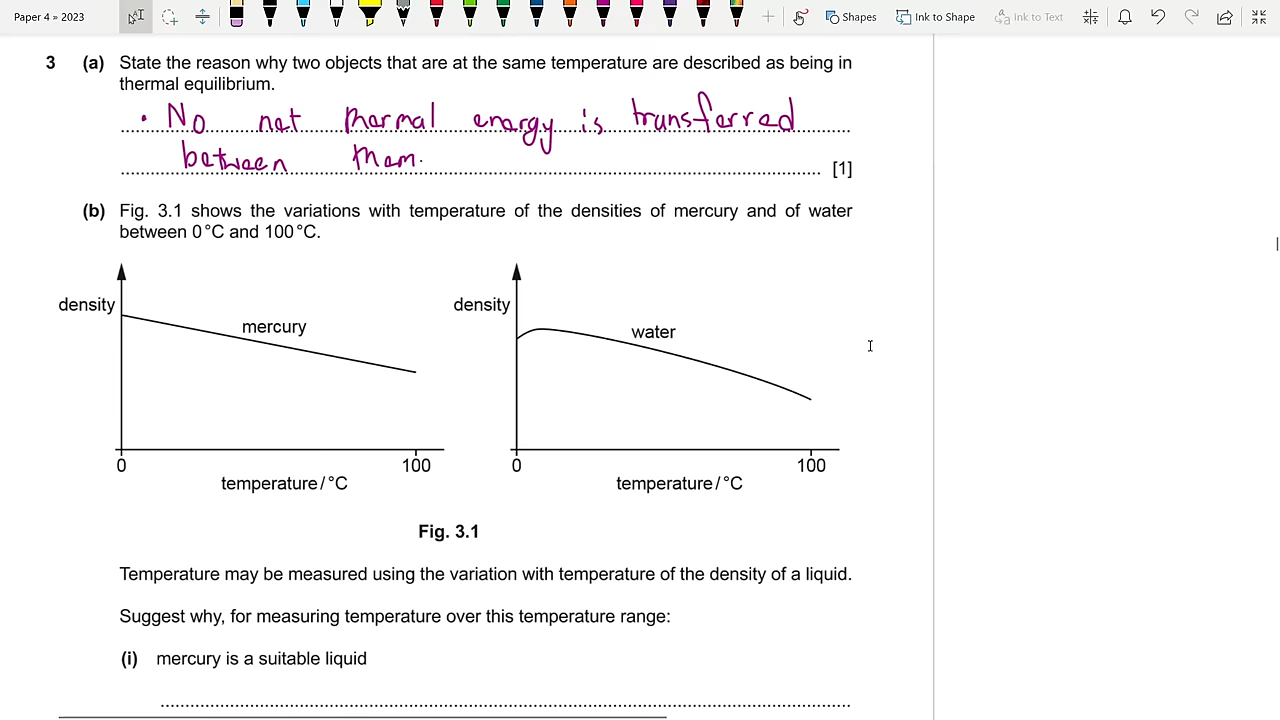 Paper 4 » 2023
Shapes
Ink to Shape
Ink to Text
3 (a) State the reason why two objects that are at the same temperature are described as being in
thermal equilibrium.
• No net thermal energy is transferred
between them.
[1]
(b) Fig. 3.1 shows the variations with temperature of the densities of mercury and of water
between 0°C and 100°C.
density
mercury
0
100
temperature/°C
density
water
0
100
temperature/°C
Fig. 3.1
Temperature may be measured using the variation with temperature of the density of a liquid.
Suggest why, for measuring temperature over this temperature range:
(i) mercury is a suitable liquid